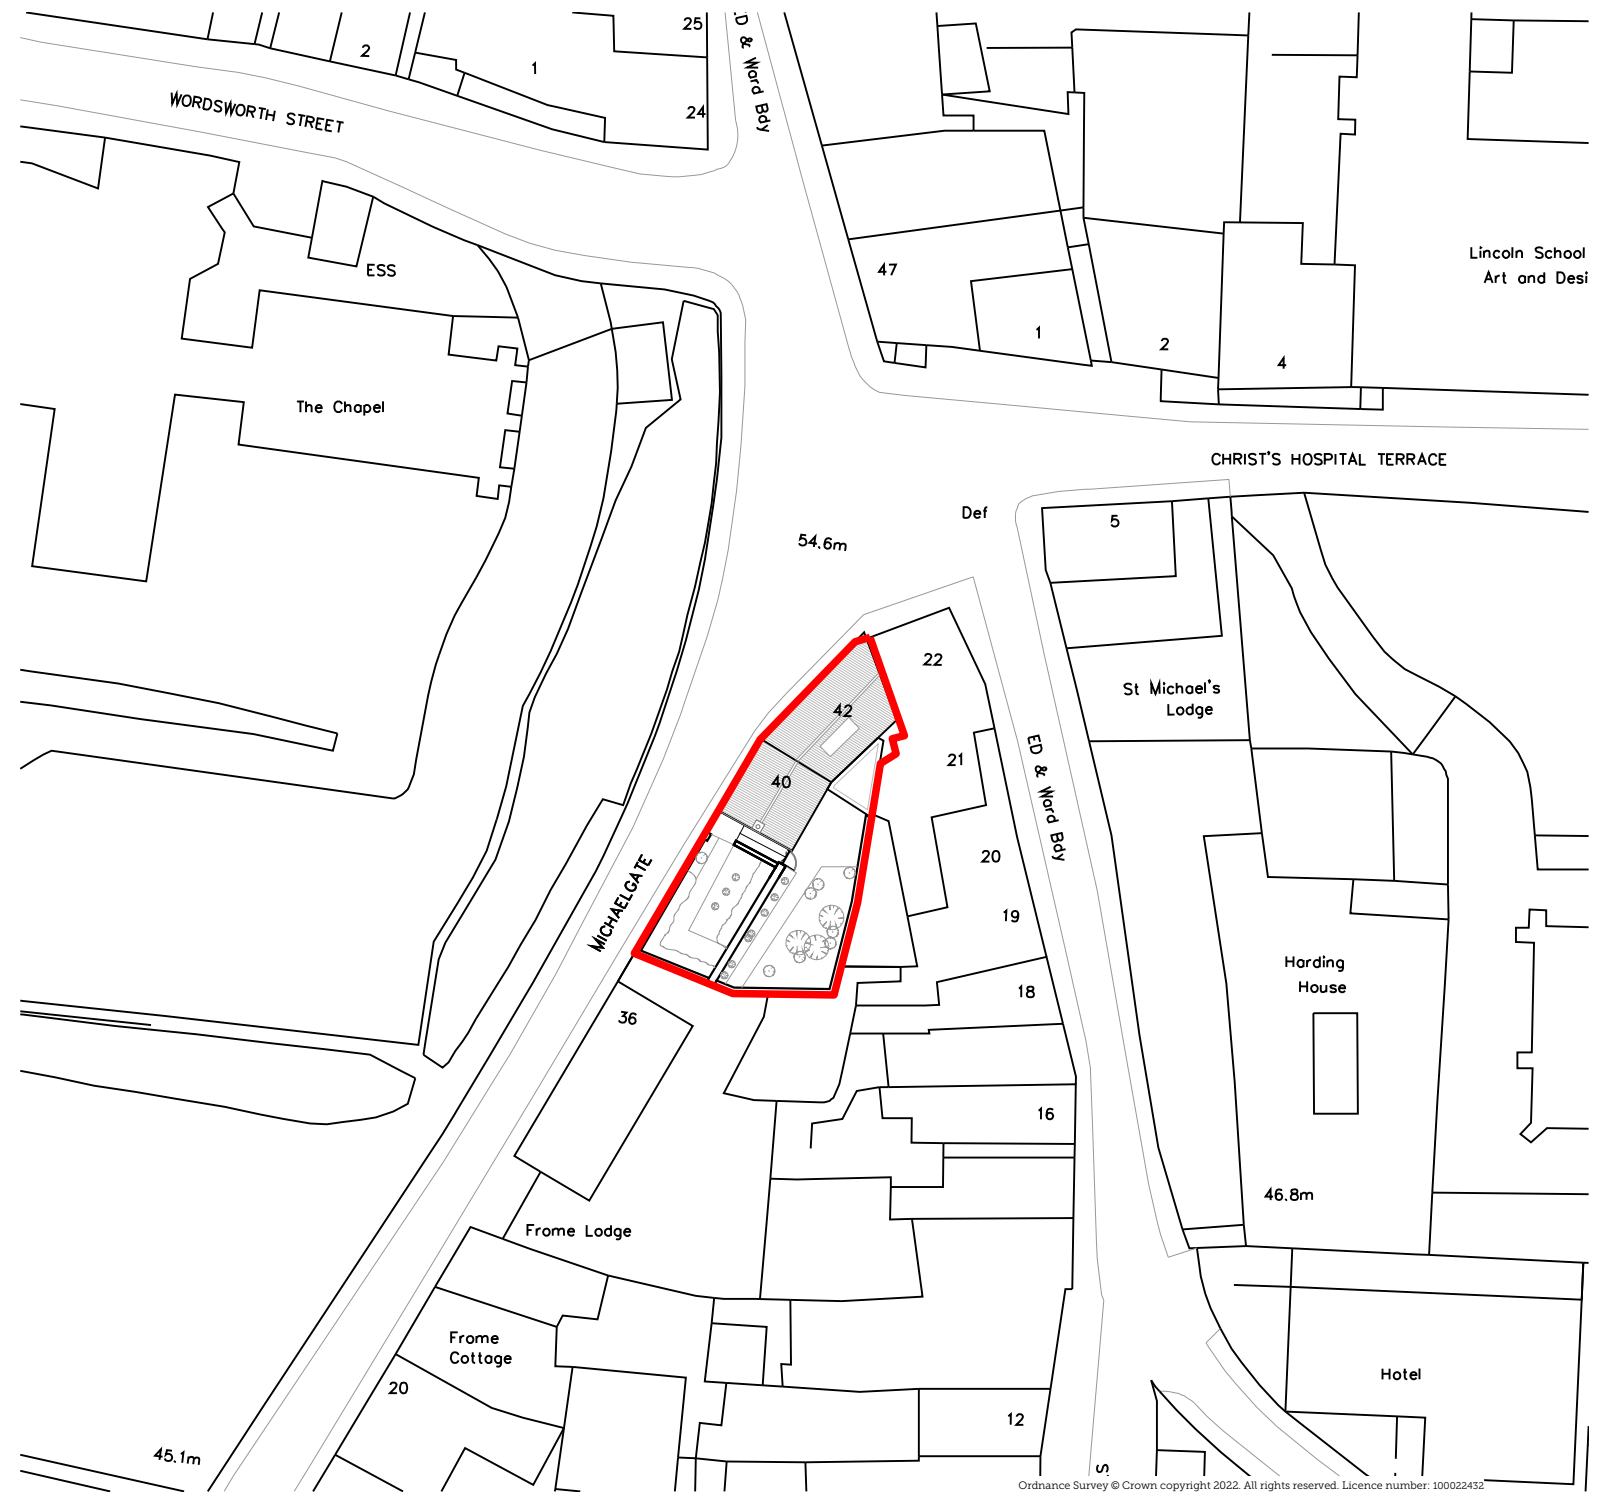 25
ED & Ward Bdy
2
1
24
WORDSWORTH STREET
ESS
47
Lincoln School
Art and Desi
1
2
4
The Chapel
CHRIST'S HOSPITAL TERRACE
Def
5
54.6m
22
St Michael's
Lodge
42
21
40
ED & Ward Bdy
20
MICHAELGATE
19
Harding
House
18
36
16
46.8m
Frome Lodge
Frome
Cottage
20
Hotel
12
45.1m
S
Ordnance Survey © Crown copyright 2022. All rights reserved. Licence number: 100022432